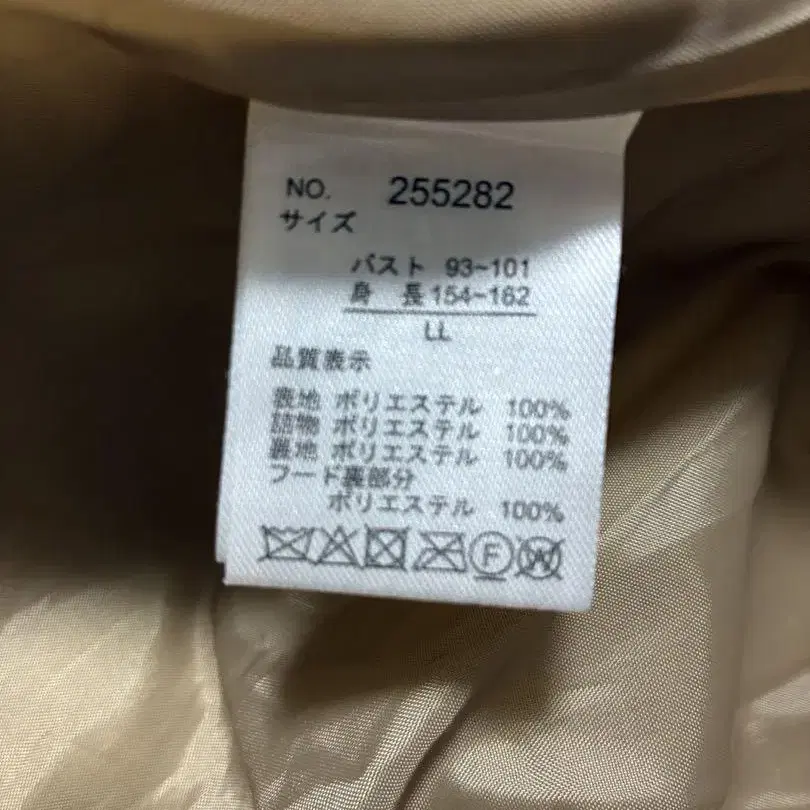 NO. 255282
サイズ
バスト 93~101
身 長 154~162
LL
品質表示
表地 ポリエステル 100%
詰物 ポリエステル 100%
裏地 ポリエステル 100%
フード裏部分
ポリエステル 100%
F W